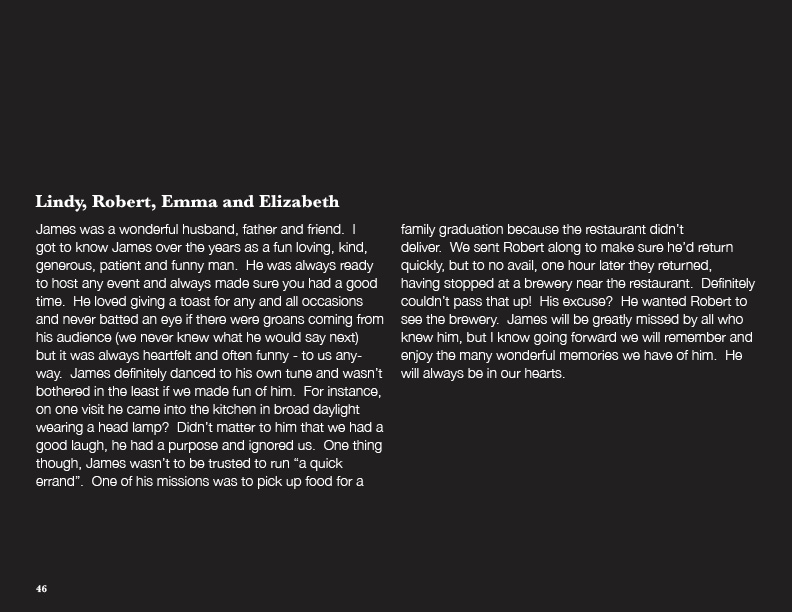 Lindy, Robert, Emma and Elizabeth
James was a wonderful husband, father and friend.  I
got to know James over the years as a fun loving, kind,
generous, patient and funny man.  He was always ready
to host any event and always made sure you had a good
time.  He loved giving a toast for any and all occasions
and never batted an eye if there were groans coming from
his audience (we never knew what he would say next)
but it was always heartfelt and often funny - to us any-
way.  James definitely danced to his own tune and wasn’t
bothered in the least if we made fun of him.  For instance,
on one visit he came into the kitchen in broad daylight
wearing a head lamp?  Didn’t matter to him that we had a
good laugh, he had a purpose and ignored us.  One thing
though, James wasn’t to be trusted to run “a quick
errand”.  One of his missions was to pick up food for a
family graduation because the restaurant didn’t
deliver.  We sent Robert along to make sure he’d return
quickly, but to no avail, one hour later they returned,
having stopped at a brewery near the restaurant.  Definitely
couldn’t pass that up!  His excuse?  He wanted Robert to
see the brewery.  James will be greatly missed by all who
knew him, but I know going forward we will remember and
enjoy the many wonderful memories we have of him.  He
will always be in our hearts.
46